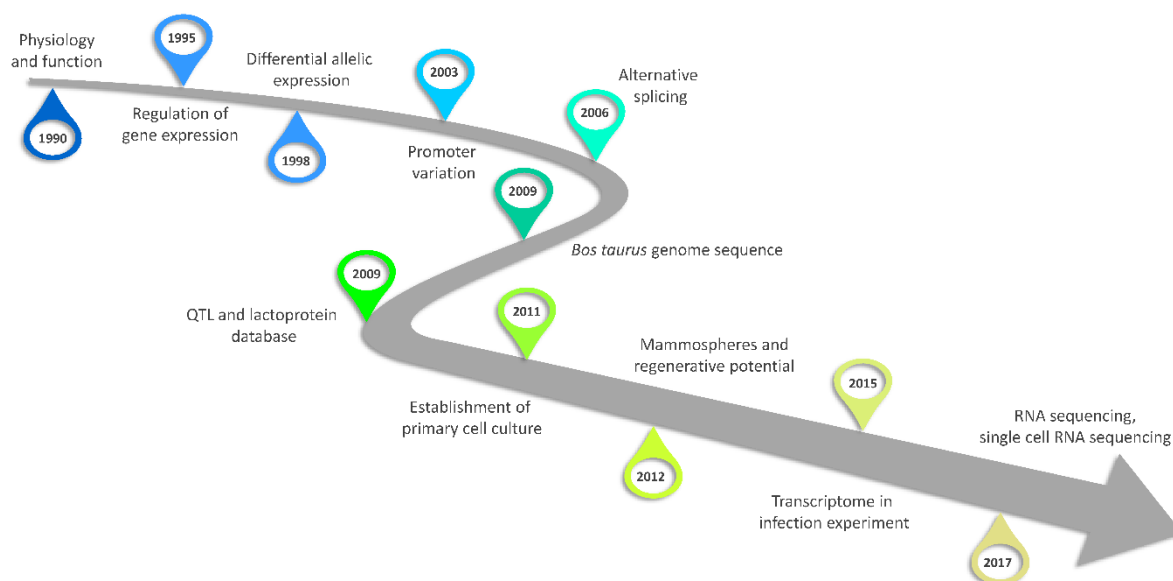 Physiology
and function
1990
1995
Regulation of
gene expression
Differential allelic
expression
1998
2003
Promoter
variation
Alternative
splicing
2006
2009
Bos taurus genome sequence
2009
QTL and lactoprotein
database
2011
Establishment of
primary cell culture
Mammospheres and
regenerative potential
2012
2015
Transcriptome in
infection experiment
RNA sequencing,
single cell RNA sequencing
2017